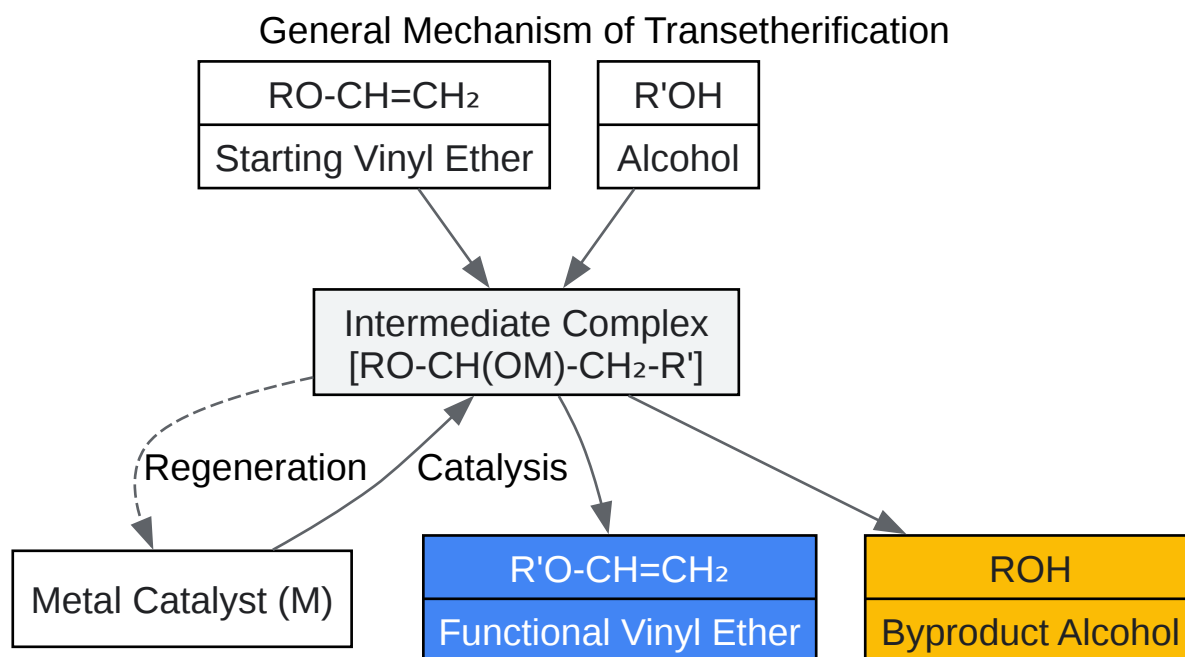 General Mechanism of Transetherification
RO-CH=CH₂
Starting Vinyl Ether
R'OH
Alcohol
Intermediate Complex
[RO-CH(OM)-CH₂-R']
Regeneration
Catalysis
Metal Catalyst (M)
R'O-CH=CH₂
Functional Vinyl Ether
ROH
Byproduct Alcohol